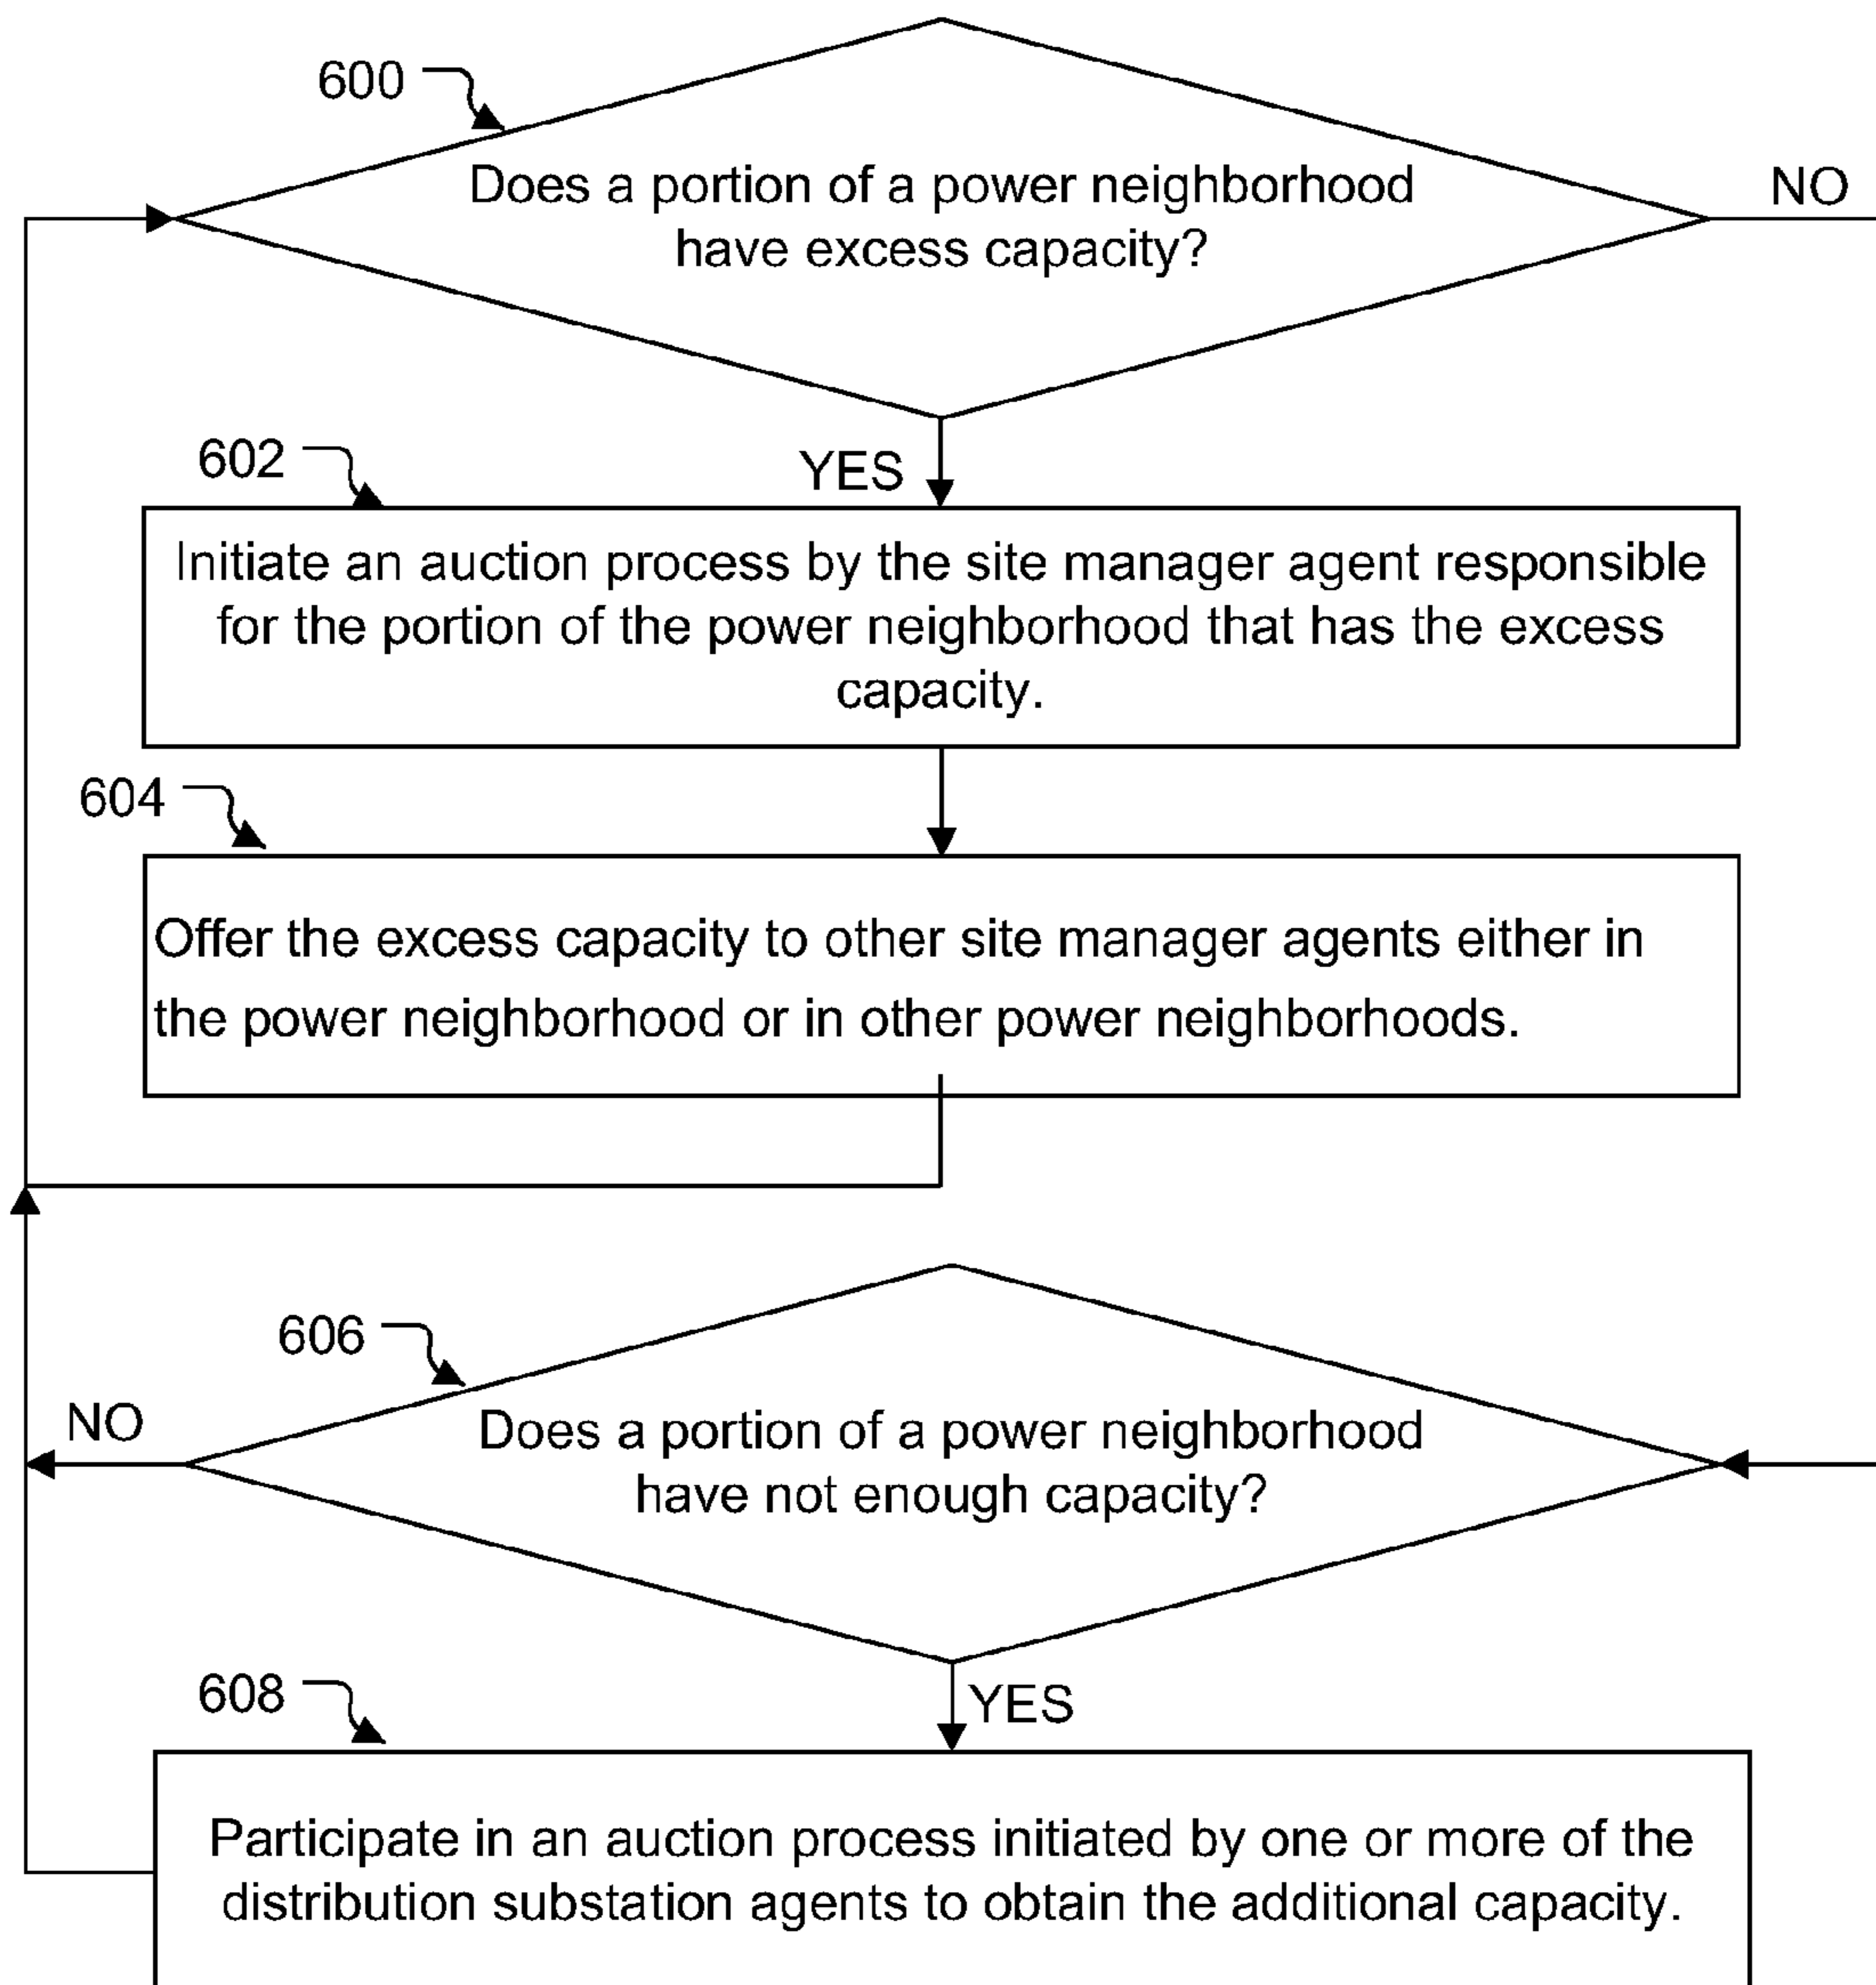 600
Does a portion of a power neighborhood
have excess capacity?
NO
602
YES
Initiate an auction process by the site manager agent responsible
for the portion of the power neighborhood that has the excess
capacity.
604
Offer the excess capacity to other site manager agents either in
the power neighborhood or in other power neighborhoods.
606
NO
Does a portion of a power neighborhood
have not enough capacity?
608
YES
Participate in an auction process initiated by one or more of the
distribution substation agents to obtain the additional capacity.